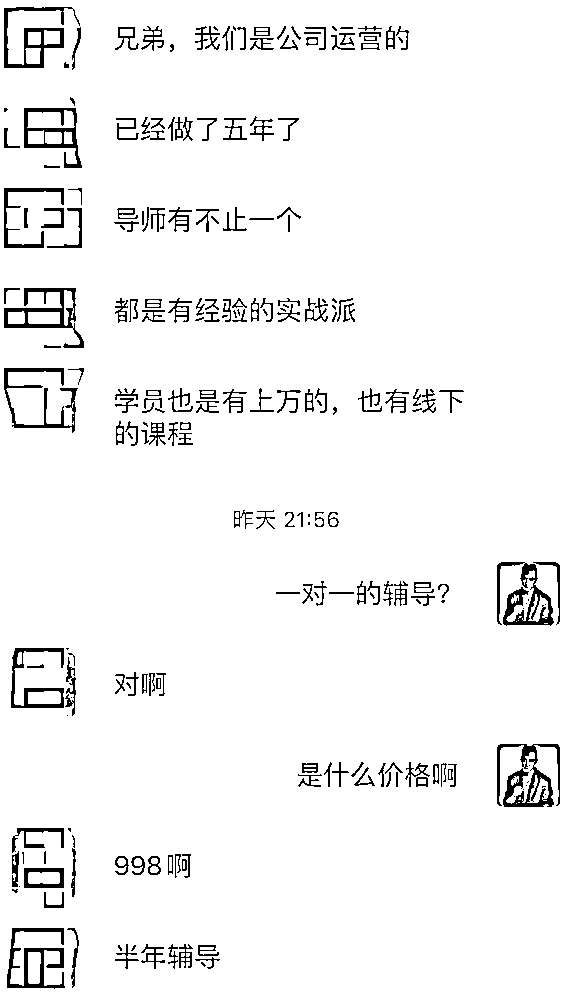 兄弟，我们是公司运营的
已经做了五年了
导师有不止一个
都是有经验的实战派
学员也是有上万的，也有线下
的课程
昨天 21:56
一对一的辅导？
对啊
是什么价格啊
998啊
半年辅导